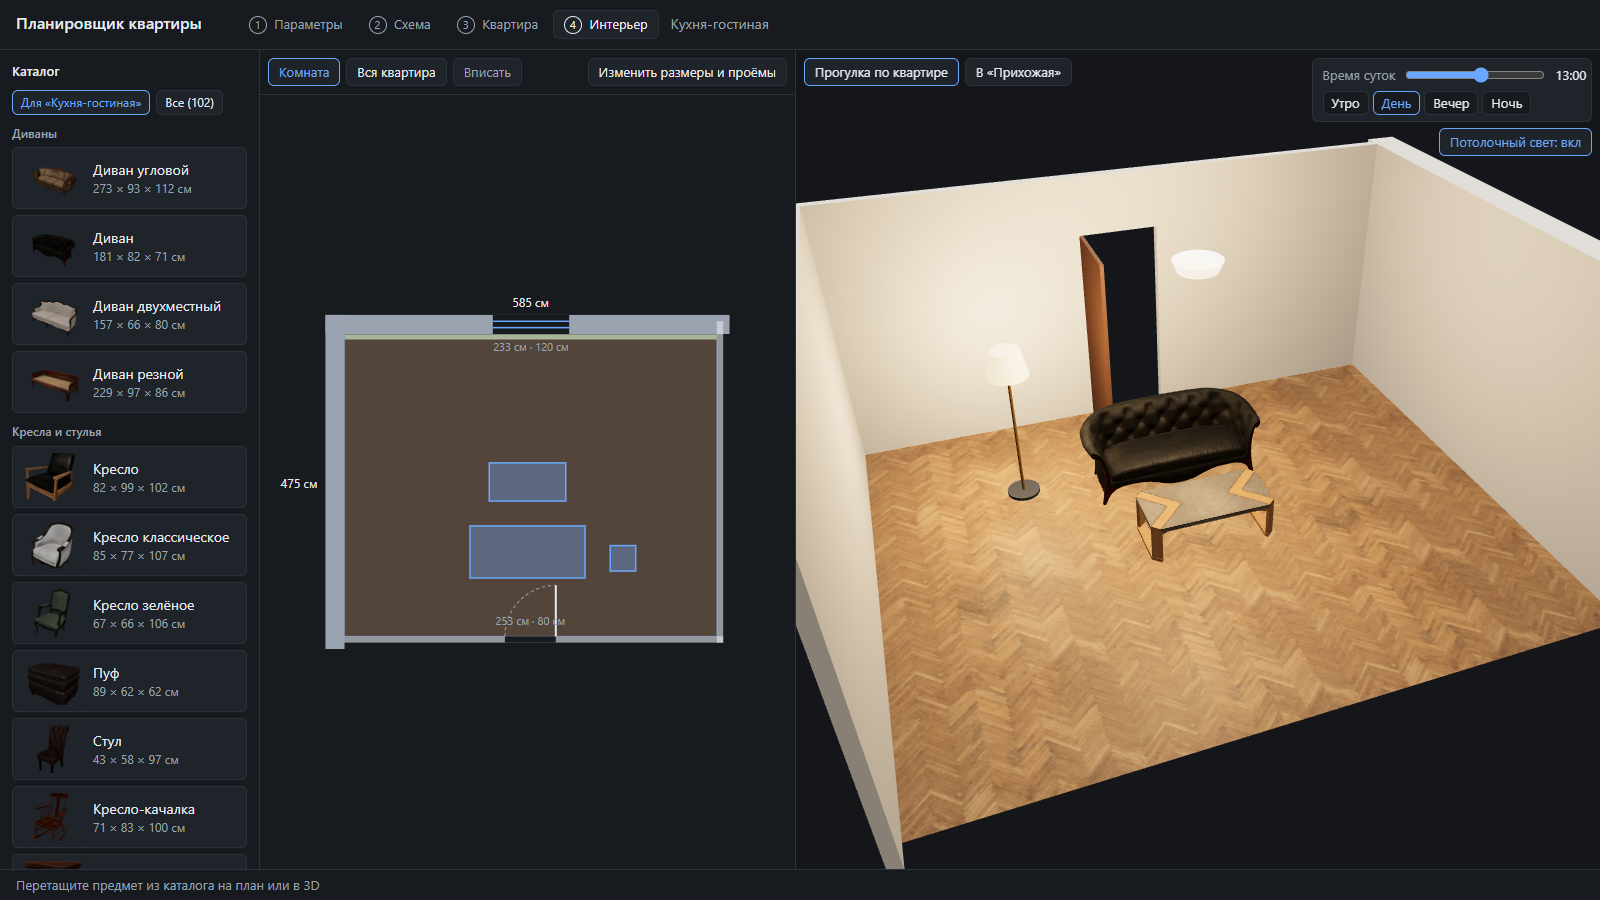 Планировщик квартиры
1 Параметры
2 Схема
3 Квартира
4 Интерьер
Кухня-гостиная
Каталог
Для «Кухня-гостиная»
Все (102)
Диваны
Диван угловой
273 × 93 × 112 см
Диван
181 × 82 × 71 см
Диван двухместный
157 × 66 × 80 см
Диван резной
229 × 97 × 86 см
Кресла и стулья
Кресло
82 × 99 × 102 см
Кресло классическое
85 × 77 × 107 см
Кресло зелёное
67 × 66 × 106 см
Пуф
89 × 62 × 62 см
Стул
43 × 58 × 97 см
Кресло-качалка
71 × 83 × 100 см
Комната
Вся квартира
Вписать
Изменить размеры и проёмы
585 см
233 см · 120 см
475 см
253 см · 80 см
Прогулка по квартире
В «Прихожая»
Время суток
13:00
Утро
День
Вечер
Ночь
Потолочный свет: вкл
Перетащите предмет из каталога на план или в 3D